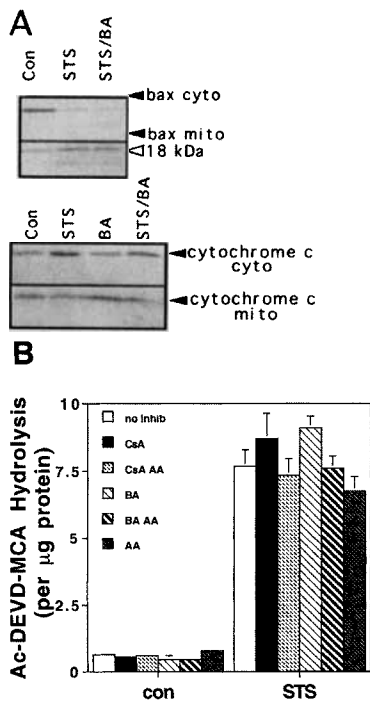 A
Con STS STS/BA
bax cyto
bax mito
18 kDa
Con STS BA STS/BA
cytochrome c
cyto
cytochrome c
mito
B
Ac-DEVD-MCA Hydrolysis
(per µg protein)
10
7.5
5
2.5
0
no Inhib
CsA
CsA AA
BA
BA AA
AA
con STS